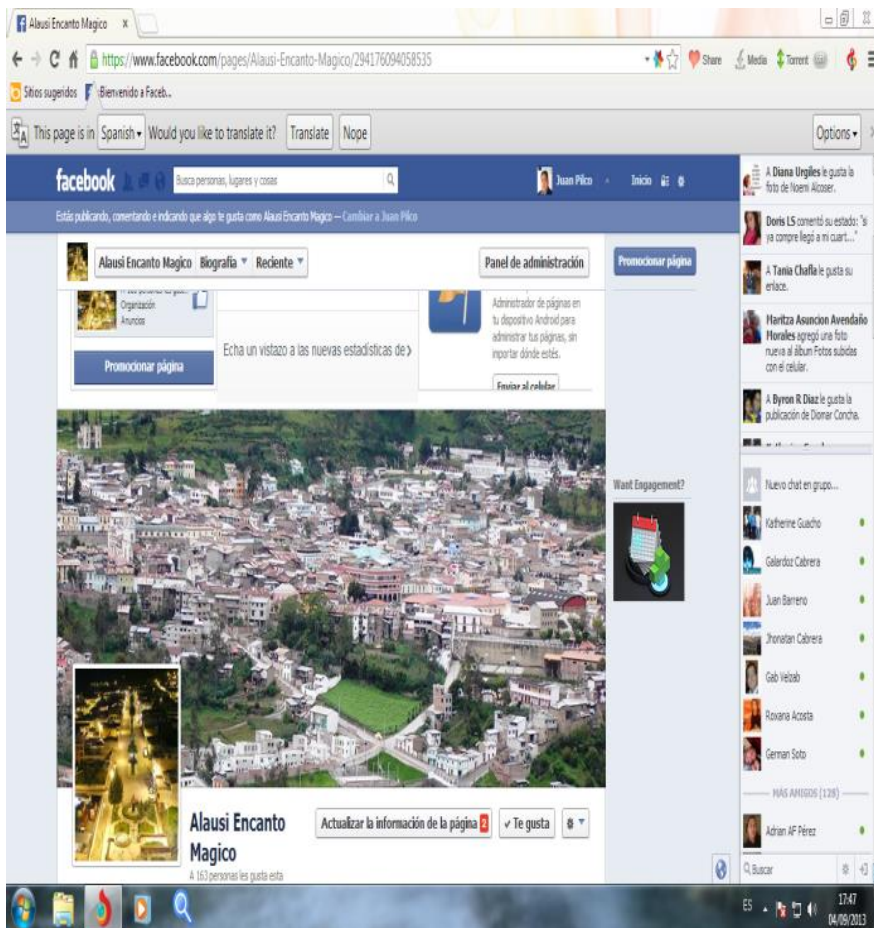 Alausi Encanto Magico
https://www.facebook.com/pages/Alausi-Encanto-Magico/294176094058535
Share
Media
Torrent
Sitios sugeridos
Bienvenido a Faceb...
This page is in Spanish Would you like to translate it? Translate Nope
Options
facebook
Busca personas, lugares y cosas
Juan Pilco
Inicio
Estás publicando, comentando e indicando que algo te gusta como Alausi Encanto Magico — Cambiar a Juan Pilco
Alausi Encanto Magico Biografía Reciente
Panel de administración
Promocionar página
Organización
Anuncios
Promocionar página
Echa un vistazo a las nuevas estadísticas de
Administrador de páginas en
tu dispositivo Android para
administrar tus páginas, sin
importar dónde estés.
Enviar al celular
Want Engagement?
Alausi Encanto
Magico
A 163 personas les gusta esta
Actualizar la información de la página 2
Te gusta
A Diana Urgiles le gusta la
foto de Noemi Alcoser.
Doris LS comentó su estado: "si
ya compre llegó a mi cuart..."
A Tania Chafla le gusta su
enlace.
Maritza Asuncion Avendaño
Morales agregó una foto
nueva al álbum Fotos subidas
con el celular.
A Byron R Diaz le gusta la
publicación de Diomar Concha.
Nuevo chat en grupo...
Katherine Guacho
Galardoz Cabrera
Juan Barreno
Jhonatan Cabrera
Gab Velzab
Roxana Acosta
German Soto
MÁS AMIGOS (128)
Adrian AF Pérez
Buscar
ES
17:47
04/09/2013